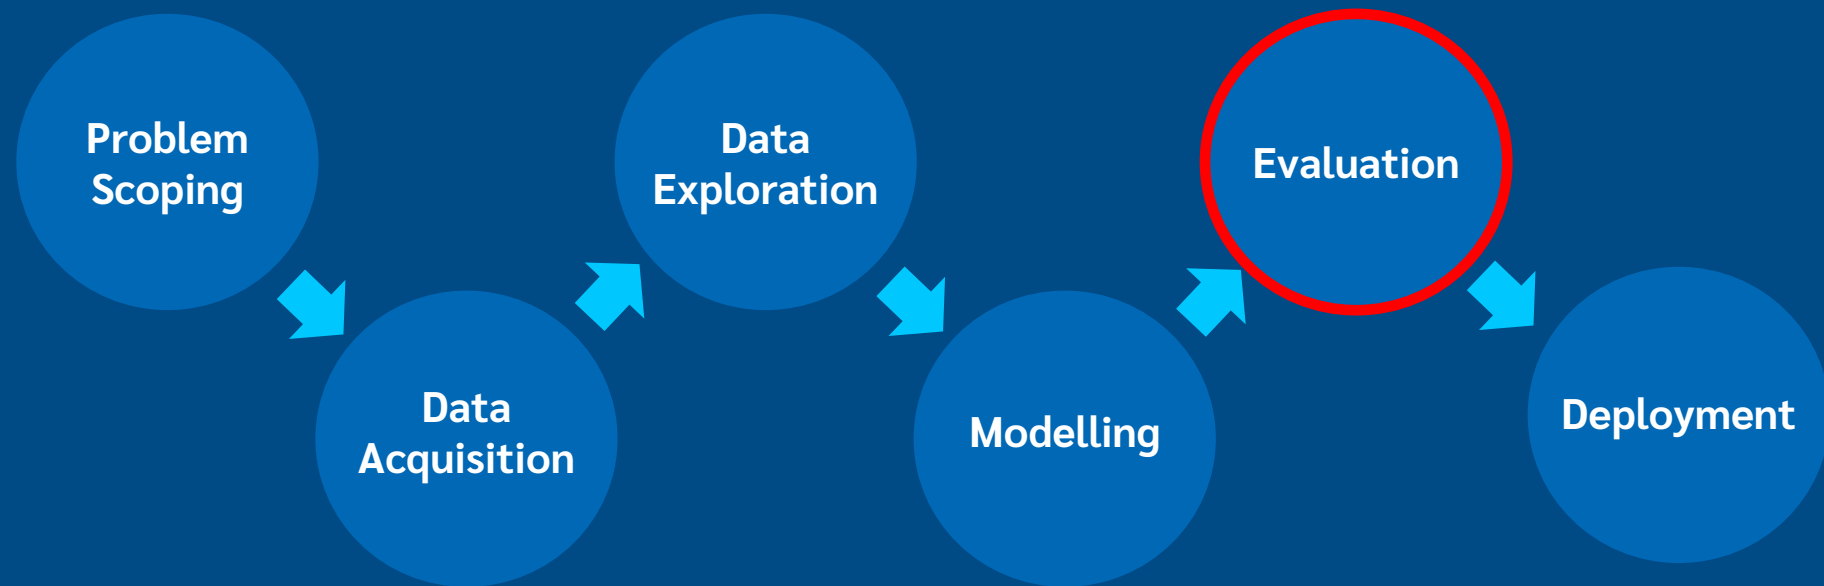 Problem
Scoping
Data
Acquisition
Data
Exploration
Modelling
Evaluation
Deployment